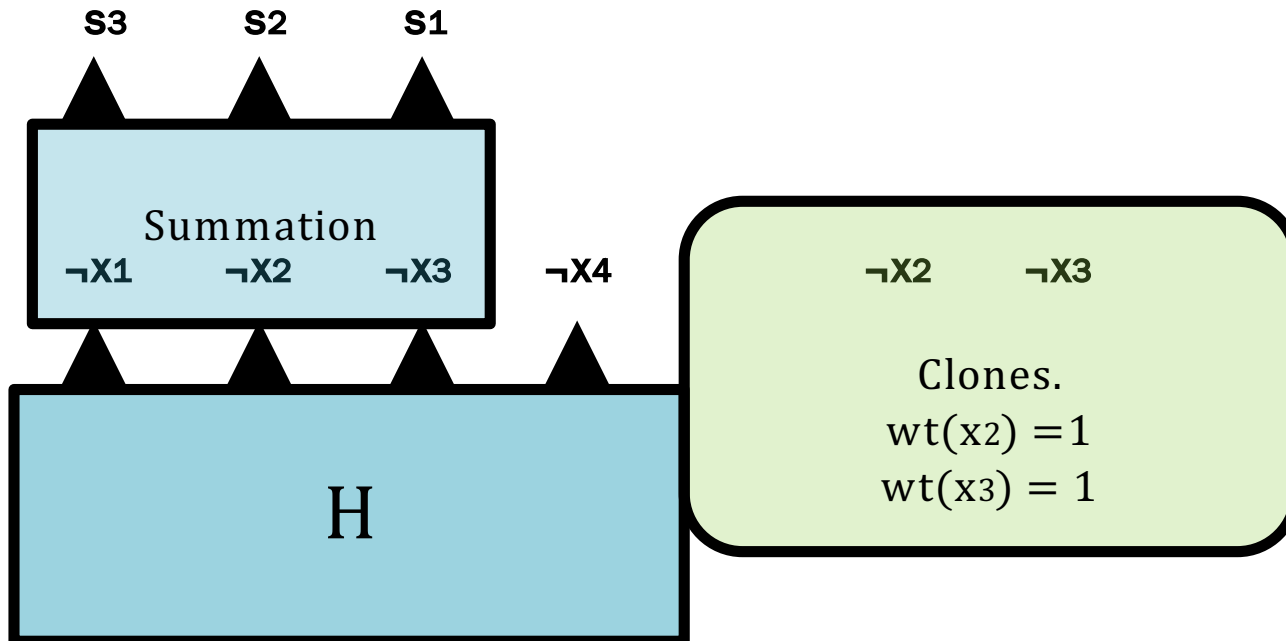 S3 S2 S1
Summation
¬X1 ¬X2 ¬X3 ¬X4
¬X2 ¬X3
Clones.
wt(x2) =1
wt(x3) = 1
H